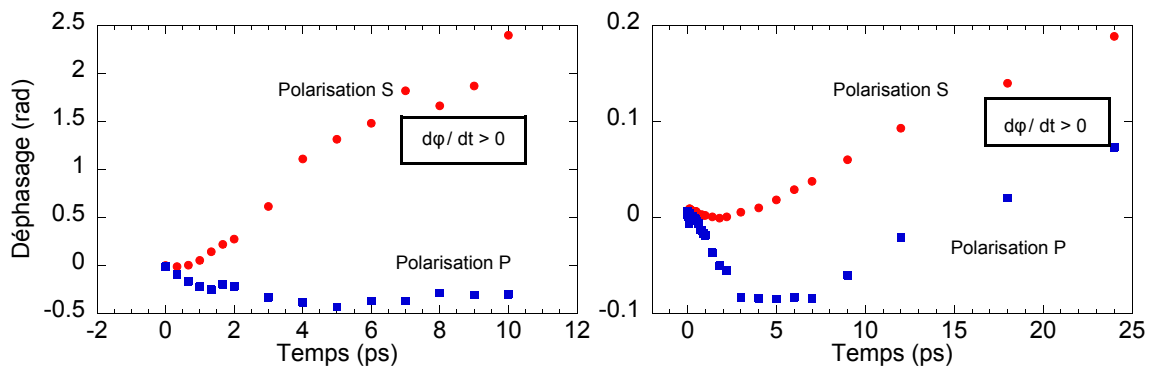 2.5
2
1.5
1
0.5
0
-0.5
-2
0
2
4
6
8
10
12
Déphasage (rad)
Temps (ps)
Polarisation S
dφ / dt > 0
Polarisation P
0.2
0.1
0
-0.1
0
5
10
15
20
25
Temps (ps)
Polarisation S
dφ / dt > 0
Polarisation P